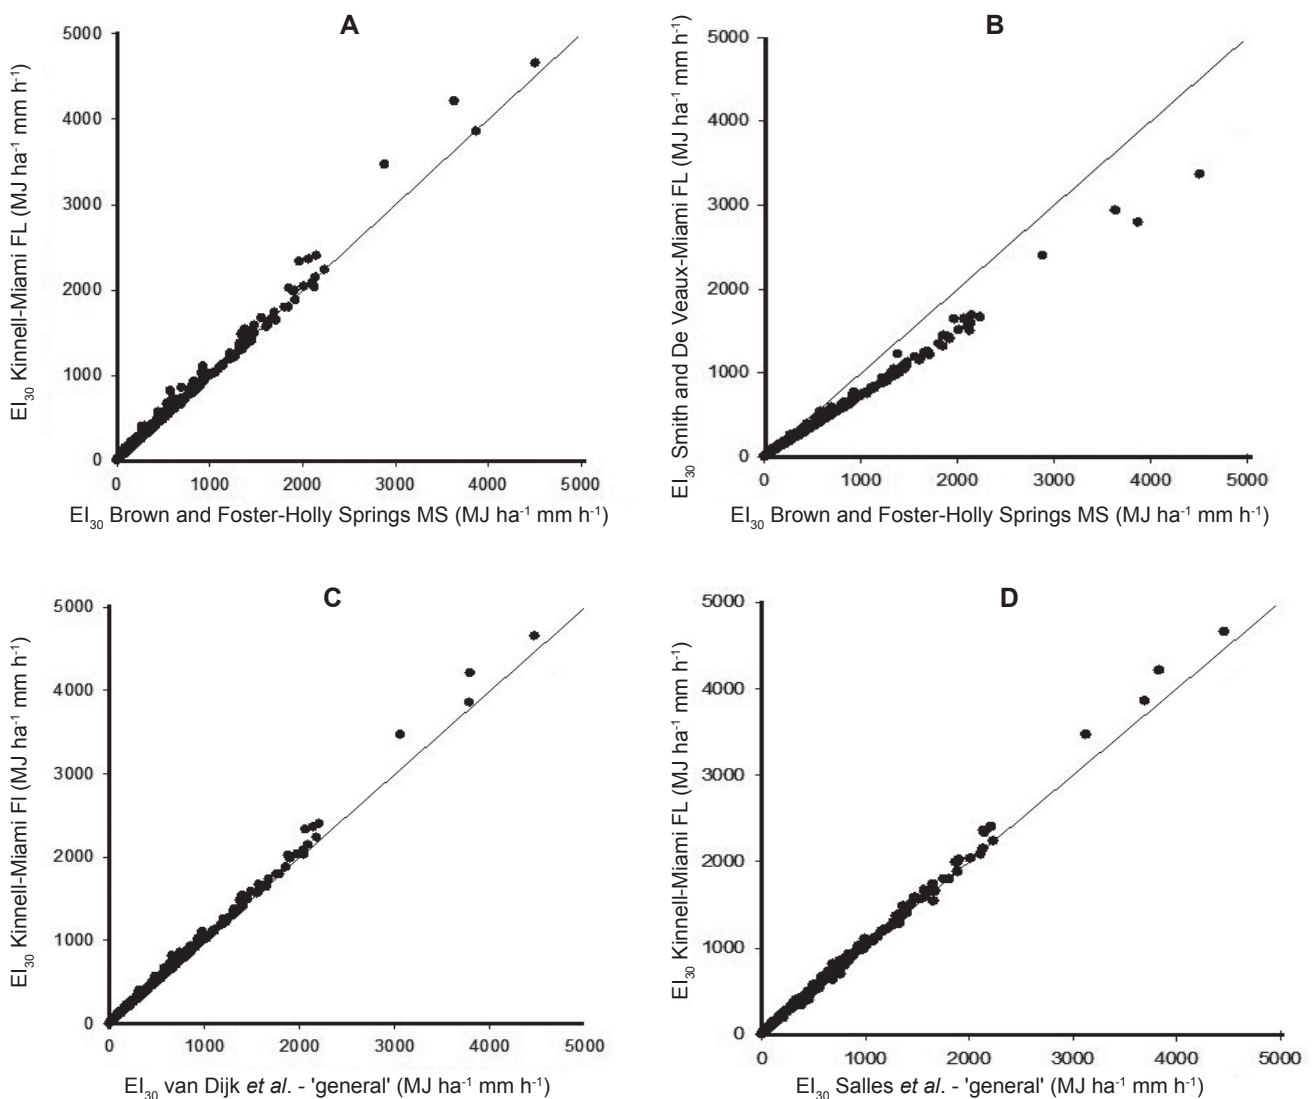 A
5000
4000
3000
2000
1000
0
0 1000 2000 3000 4000 5000
EI30 Kinnell-Miami FL (MJ ha-1 mm h-1)
EI30 Brown and Foster-Holly Springs MS (MJ ha-1 mm h-1)
B
5000
4000
3000
2000
1000
0
0 1000 2000 3000 4000 5000
EI30 Smith and De Veaux-Miami FL (MJ ha-1 mm h-1)
EI30 Brown and Foster-Holly Springs MS (MJ ha-1 mm h-1)
C
5000
4000
3000
2000
1000
0
0 1000 2000 3000 4000 5000
EI30 Kinnell-Miami Fl (MJ ha-1 mm h-1)
EI30 van Dijk et al. - 'general' (MJ ha-1 mm h-1)
D
5000
4000
3000
2000
1000
0
0 1000 2000 3000 4000 5000
EI30 Kinnell-Miami FL (MJ ha-1 mm h-1)
EI30 Salles et al. - 'general' (MJ ha-1 mm h-1)